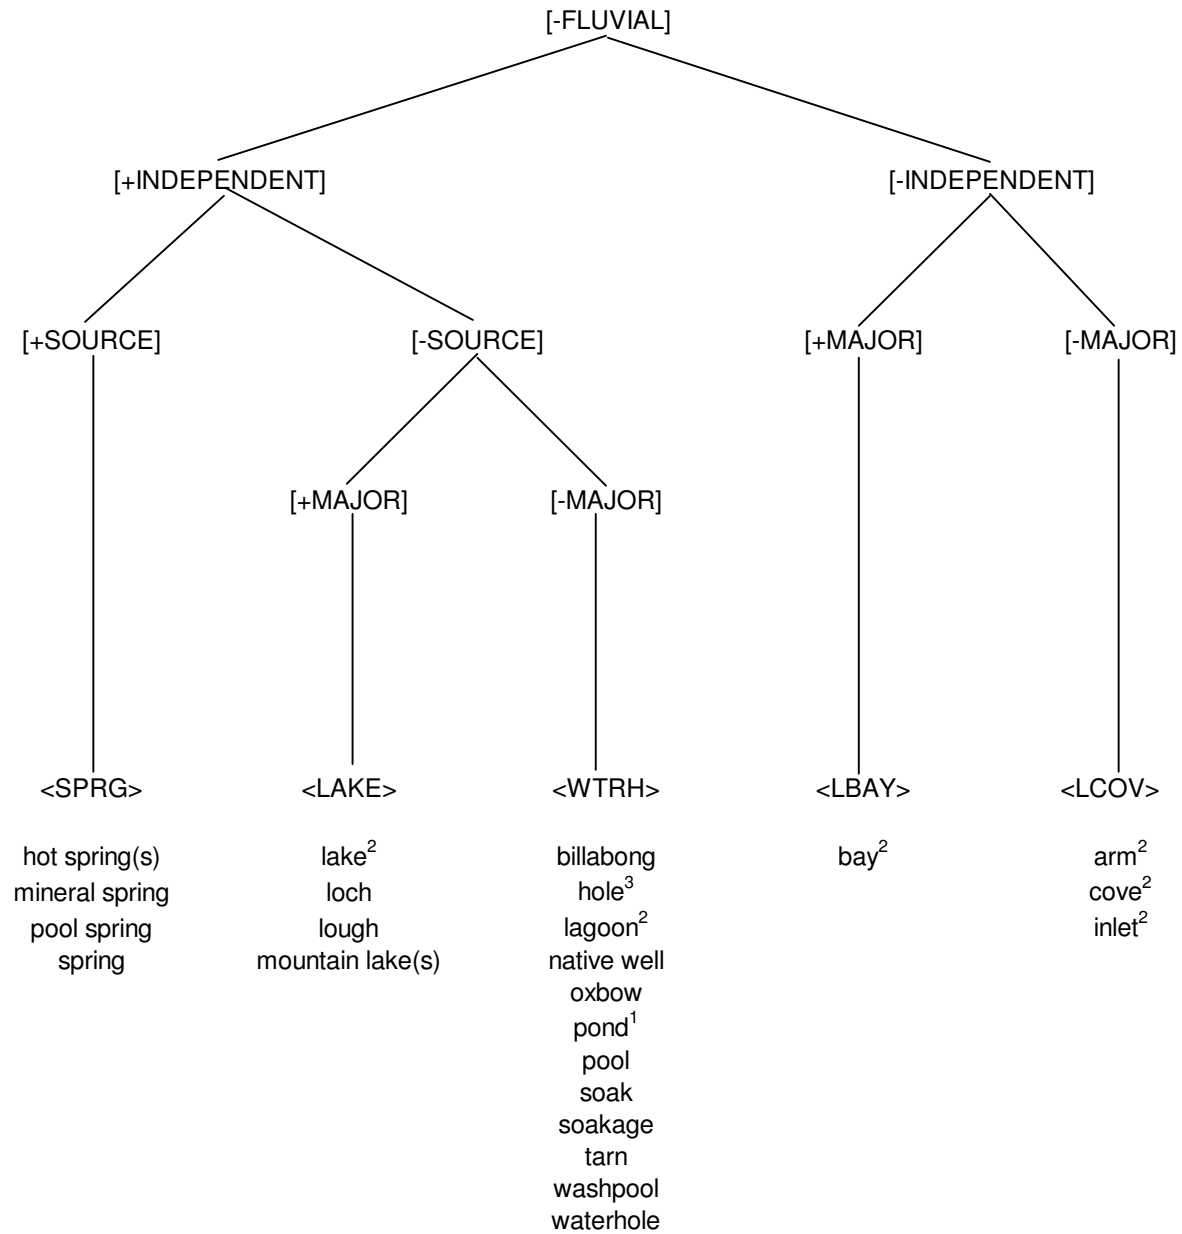 [-FLUVIAL]
[+INDEPENDENT] [-INDEPENDENT]
[+SOURCE] [-SOURCE] [+MAJOR] [-MAJOR]
[+MAJOR] [-MAJOR]
<SPRG> <LAKE> <WTRH> <LBAY> <LCOV>
hot spring(s) lake² billabong bay² arm²
mineral spring loch hole³ cove²
pool spring lough lagoon² inlet²
spring mountain lake(s) native well
oxbow
pond¹
pool
soak
soakage
tarn
washpool
waterhole